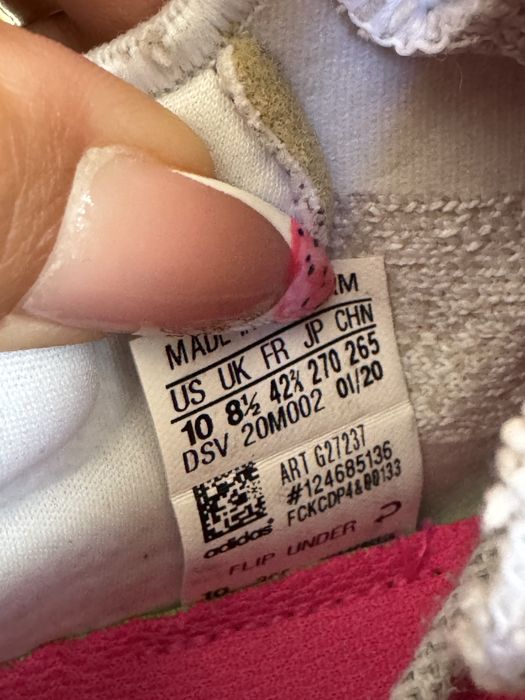 US UK FR JP CHN
10 8½ 42⅔ 270 265
DSV 20M002 01/20
ART G27237
#124685136
FCKCDP4&00133
adidas
FLIP UNDER
10